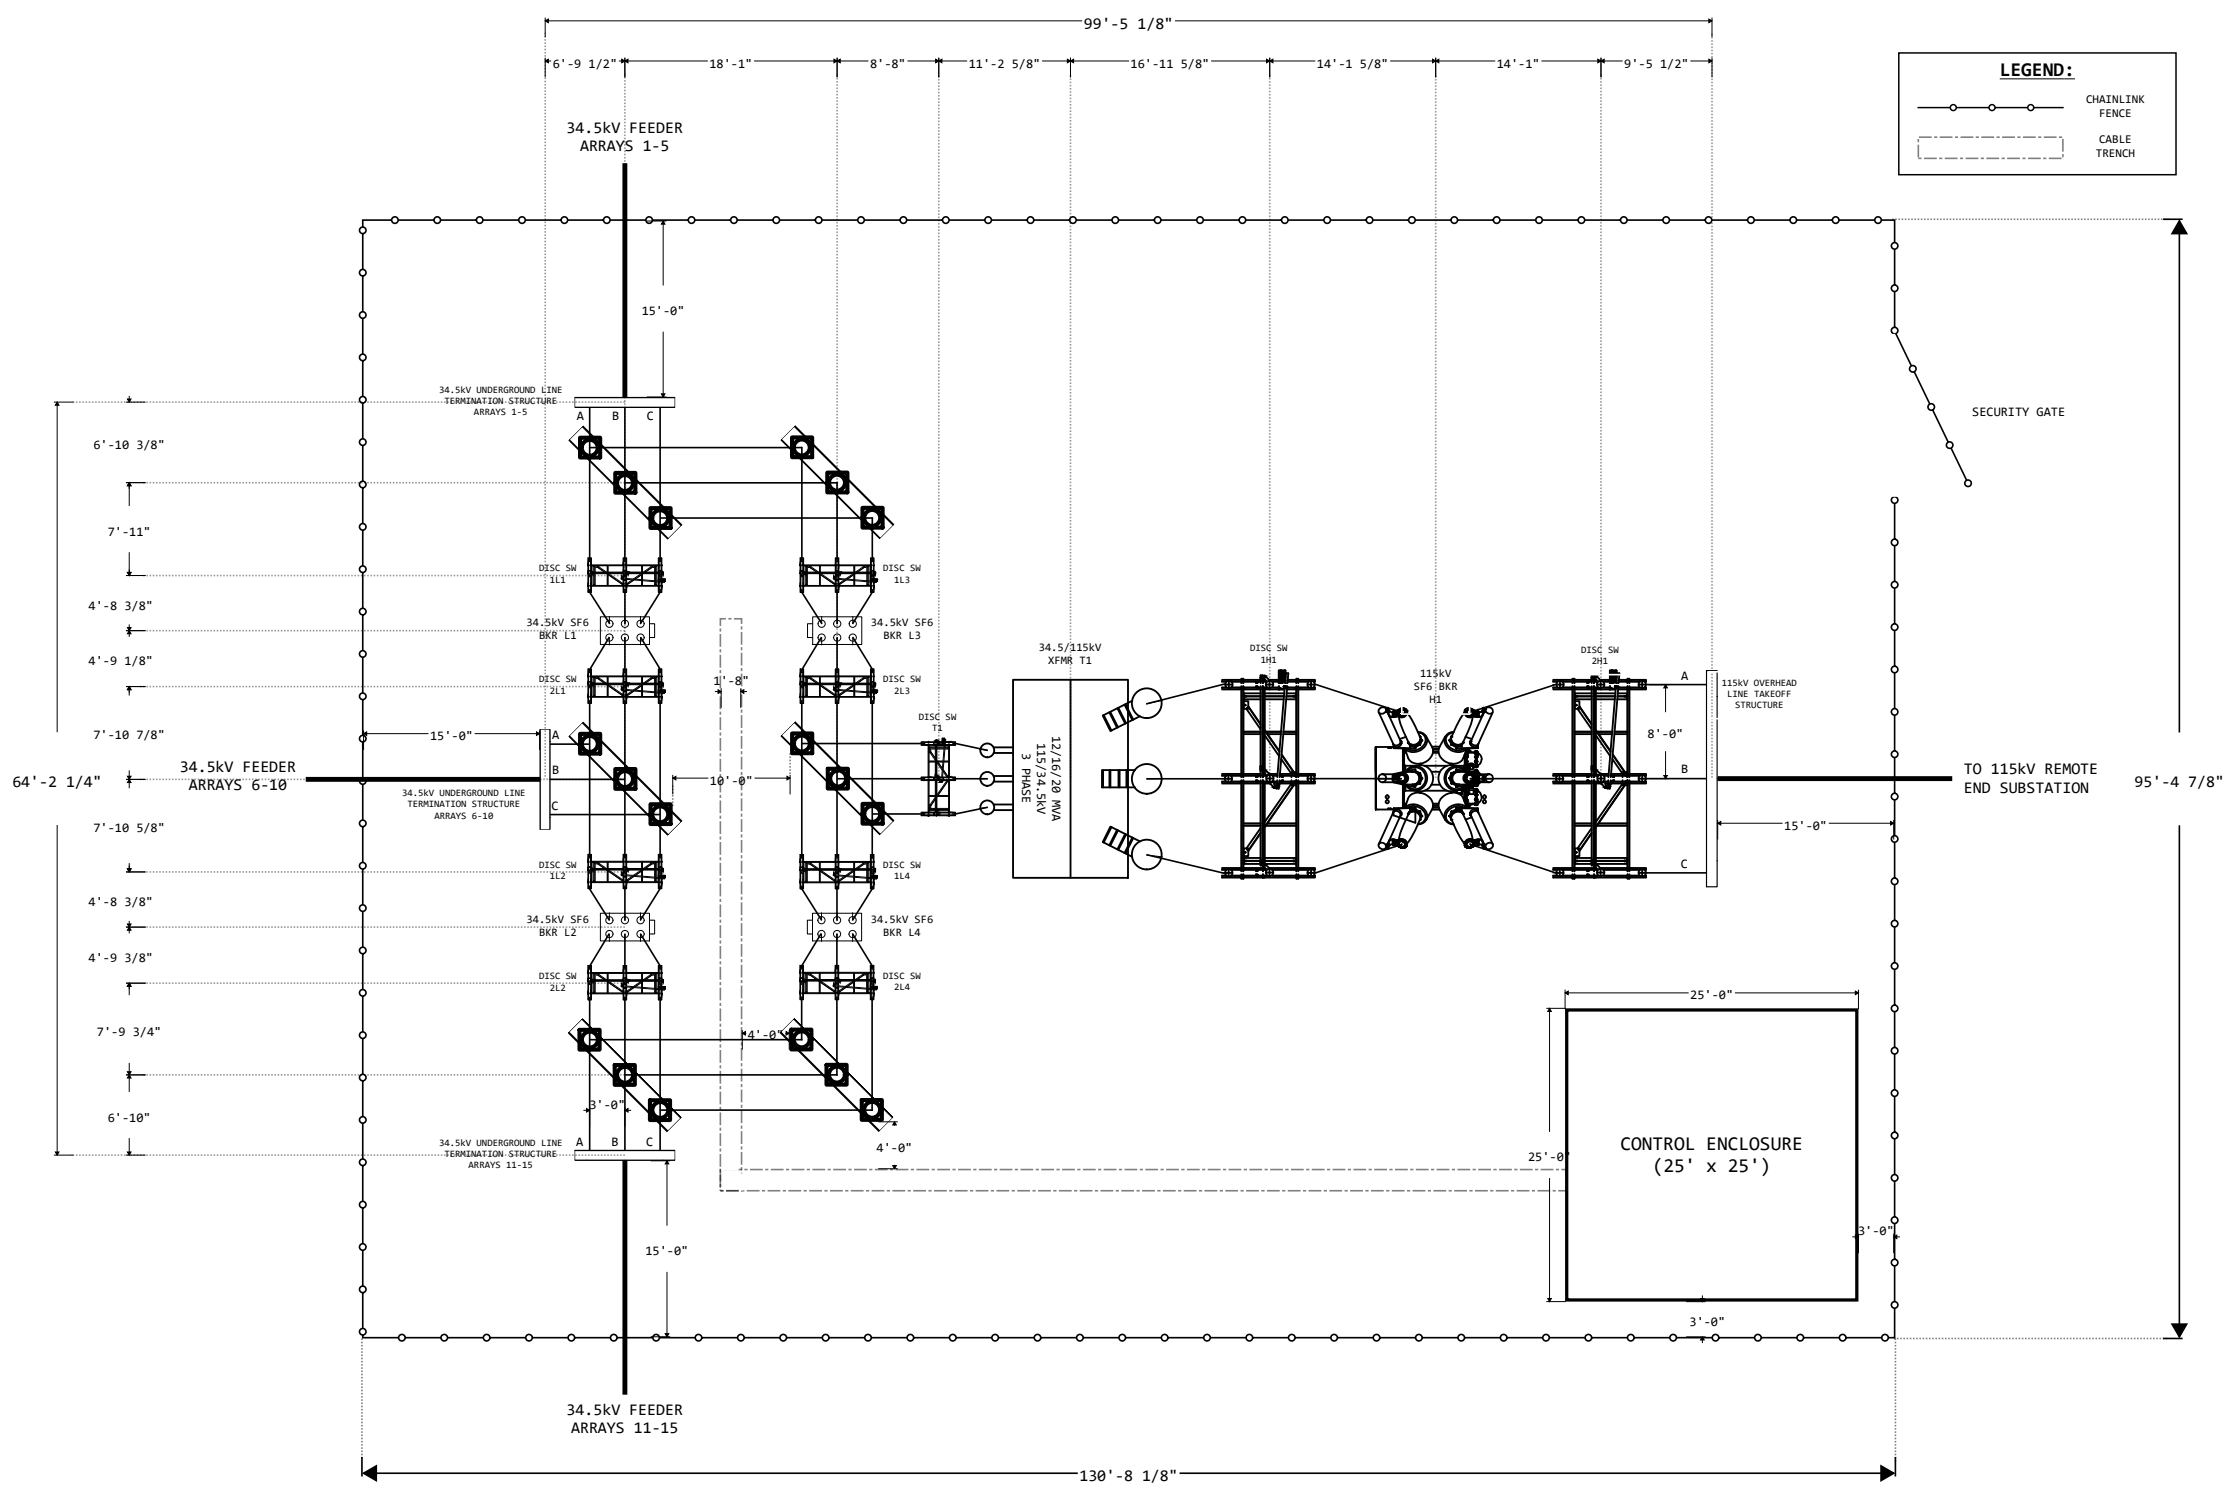 99'-5 1/8"
6'-9 1/2"
18'-1"
8'-8"
11'-2 5/8"
16'-11 5/8"
14'-1 5/8"
14'-1"
9'-5 1/2"
LEGEND:
CHAINLINK
FENCE
CABLE
TRENCH
34.5kV FEEDER
ARRAYS 1-5
15'-0"
34.5kV UNDERGROUND LINE
TERMINATION STRUCTURE
ARRAYS 1-5
A B C
SECURITY GATE
6'-10 3/8"
7'-11"
4'-8 3/8"
4'-9 1/8"
7'-10 7/8"
64'-2 1/4"
7'-10 5/8"
4'-8 3/8"
4'-9 3/8"
7'-9 3/4"
6'-10"
DISC SW
1L1
DISC SW
1L3
34.5kV SF6
BKR L1
34.5kV SF6
BKR L3
DISC SW
2L1
1'-8"
DISC SW
2L3
34.5kV FEEDER
ARRAYS 6-10
15'-0"
A
B
C
34.5kV UNDERGROUND LINE
TERMINATION STRUCTURE
ARRAYS 6-10
10'-0"
DISC SW
T1
34.5/115kV
XFMR T1
12/16/20 MVA
115/34.5kV
3 PHASE
DISC SW
1H1
115kV
SF6 BKR
H1
DISC SW
2H1
A
B
C
8'-0"
115kV OVERHEAD
LINE TAKEOFF
STRUCTURE
TO 115kV REMOTE
END SUBSTATION
95'-4 7/8"
15'-0"
DISC SW
1L2
DISC SW
1L4
34.5kV SF6
BKR L2
34.5kV SF6
BKR L4
DISC SW
2L2
DISC SW
2L4
4'-0"
3'-0"
A B C
34.5kV UNDERGROUND LINE
TERMINATION STRUCTURE
ARRAYS 11-15
4'-0"
15'-0"
25'-0"
25'-0"
CONTROL ENCLOSURE
(25' x 25')
3'-0"
3'-0"
34.5kV FEEDER
ARRAYS 11-15
130'-8 1/8"